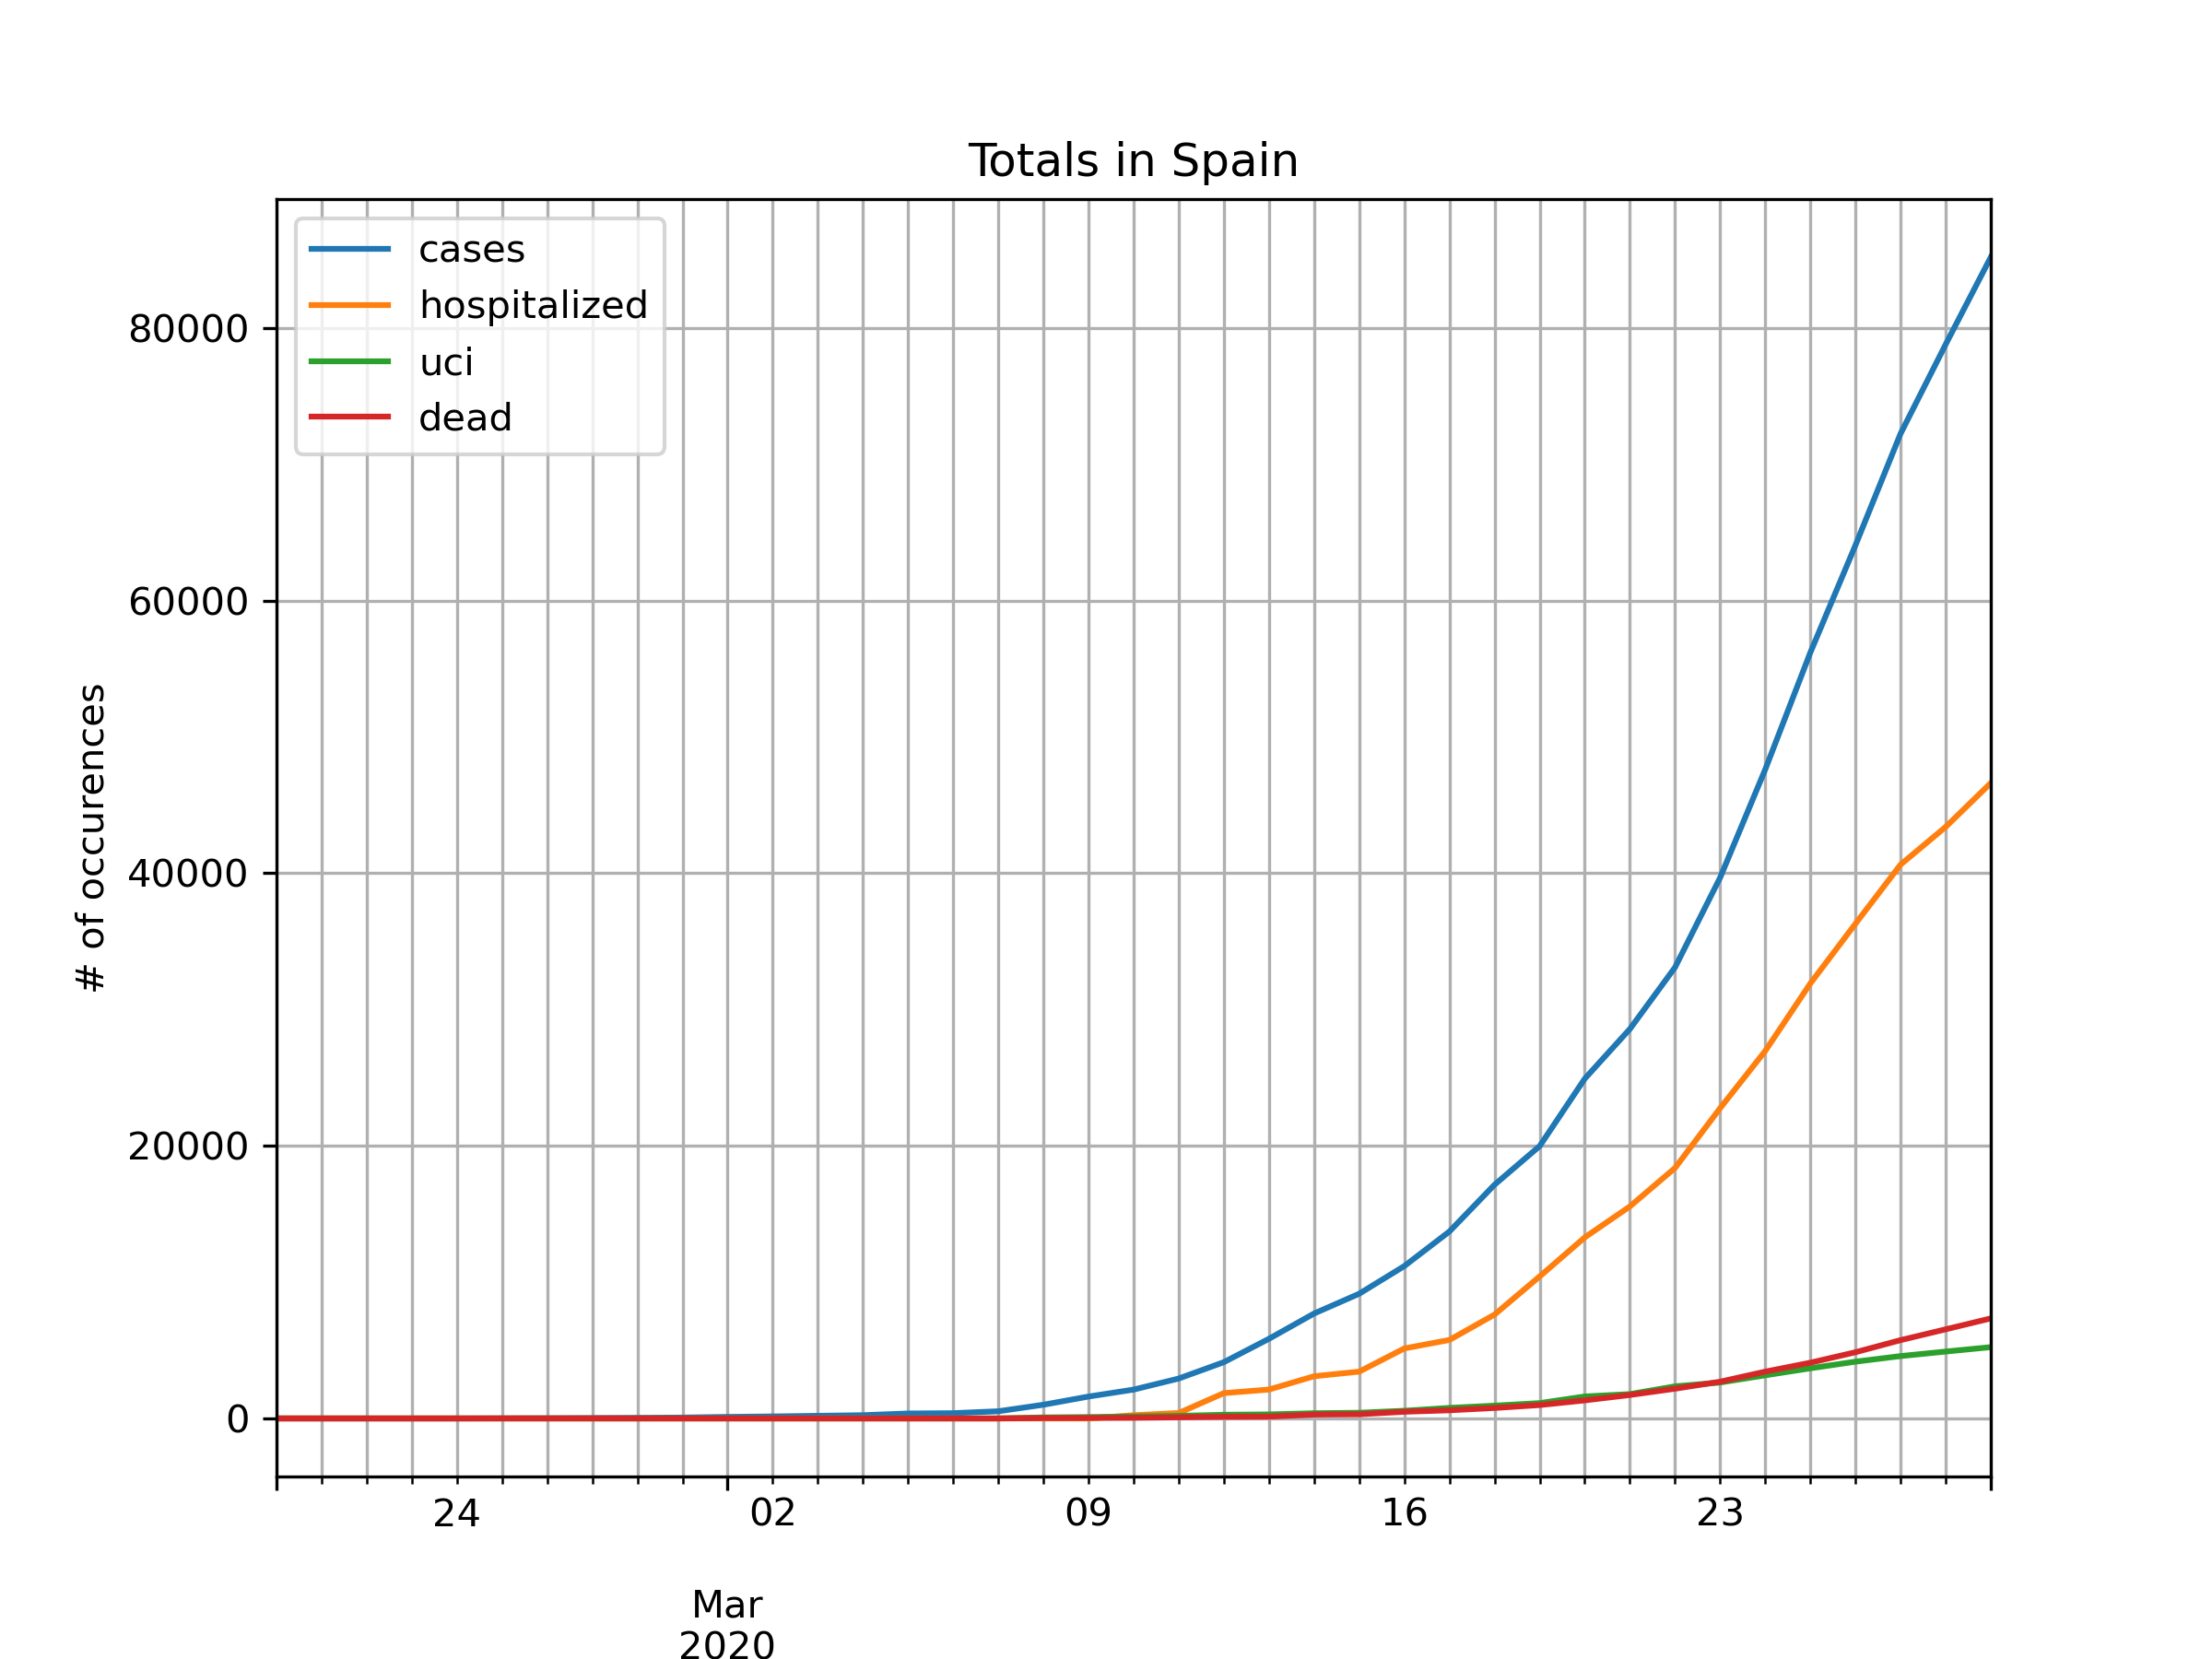 Totals in Spain
cases
hospitalized
uci
dead
80000
60000
40000
20000
0
# of occurences
24
02
09
16
23
Mar
2020